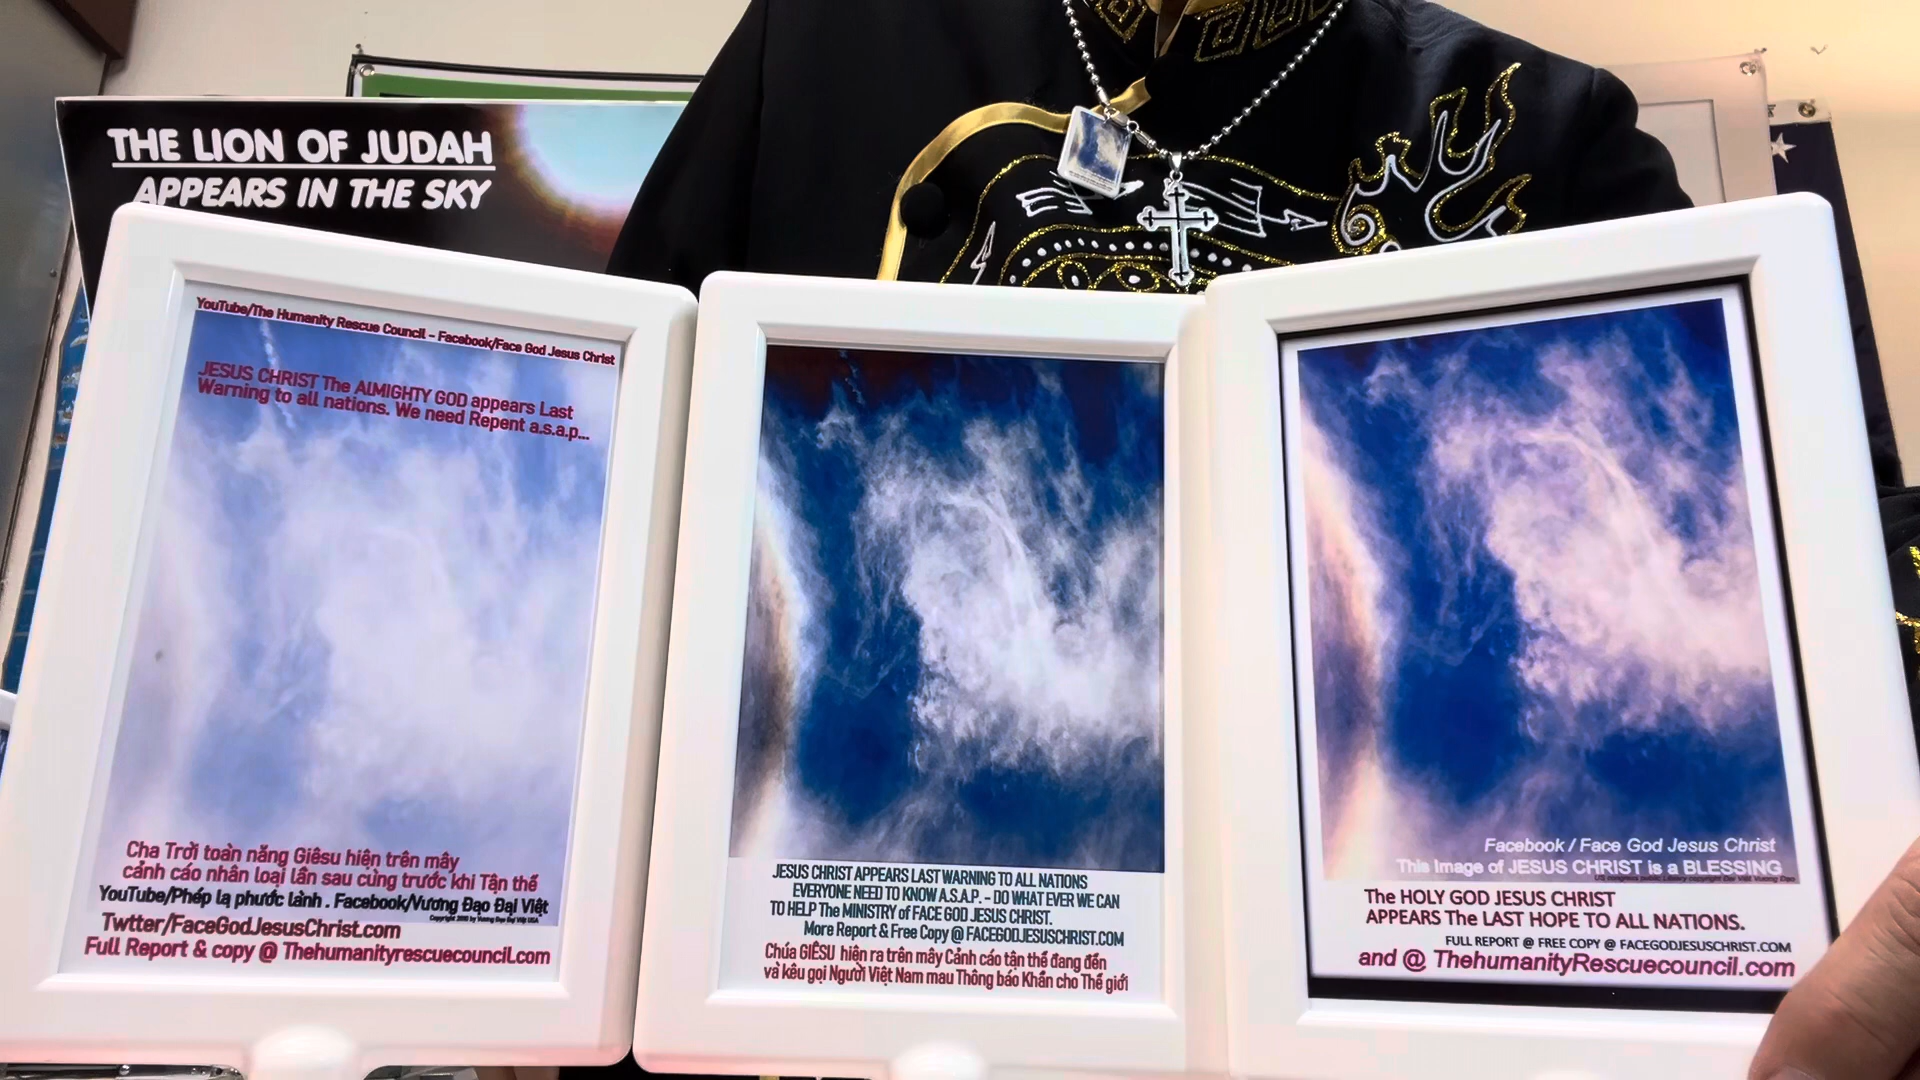 THE LION OF JUDAH
APPEARS IN THE SKY
YouTube/The Humanity Rescue Council - Facebook/Face God Jesus Christ
JESUS CHRIST The AlMIGHTY GOD appears Last
Warning to all nations. We need Repent a.s.a.p...
Cha Trời toàn năng Giêsu hiện trên mây
cảnh cáo nhân loại lần sau cùng trước khi Tận thế
YouTube/Phép lạ phước lành . Facebook/Vương Đạo Đại Việt
Twtter/FaceGodJesusChrist.com
Full Report & copy @ Thehumanityrescuecouncil.com
JESUS CHRIST APPEARS LAST WARNING TO ALL NATIONS
EVERYONE NEED TO KNOW A.S.A.P. - DO WHAT EVER WE CAN
TO HELP The MINISTRY of FACE GOD JESUS CHRIST.
More Report & Free Copy @ FACEGODJESUSCHRIST.COM
Chúa GIÊSU hiện ra trên mây Cảnh cáo tận thế đang đến
và kêu gọi Người Việt Nam mau Thông báo Khẩn cho Thế giới
Facebook / Face God Jesus Christ
This Image of JESUS CHRIST is a BLESSING
The HOLY GOD JESUS CHRIST
APPEARS The LAST HOPE TO ALL NATIONS.
FULL REPORT @ FREE COPY @ FACEGODJESUSCHRIST.COM
and @ ThehumanityRescuecouncil.com